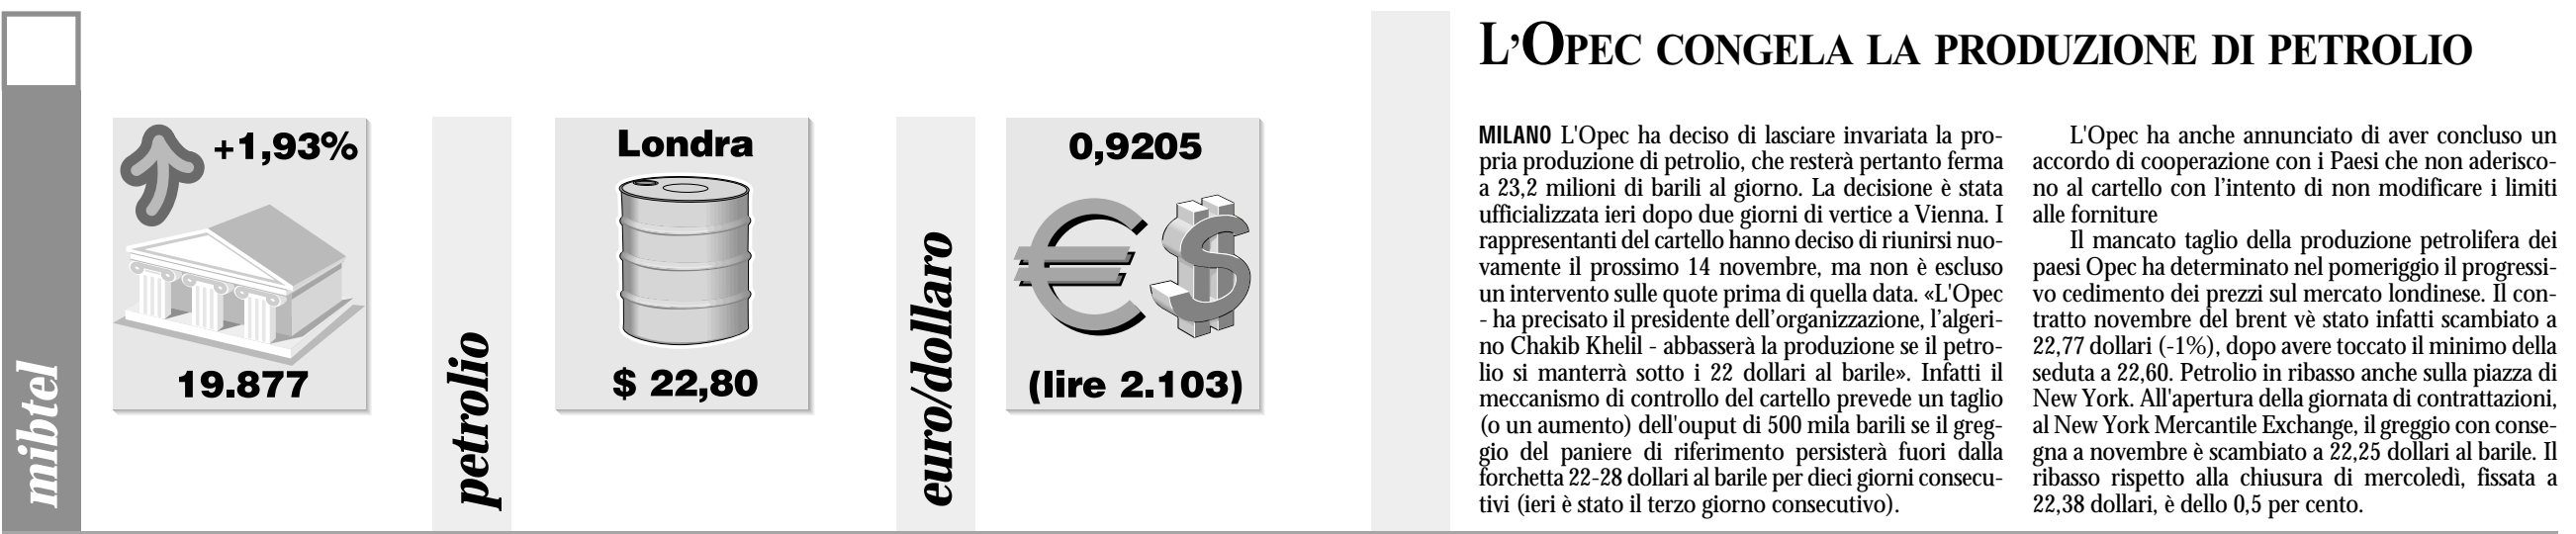 mibtel
+1,93%
19.877
petrolio
Londra
$ 22,80
euro/dollaro
0,9205
(lire 2.103)
L'OPEC CONGELA LA PRODUZIONE DI PETROLIO
MILANO L'Opec ha deciso di lasciare invariata la pro-
pria produzione di petrolio, che resterà pertanto ferma
a 23,2 milioni di barili al giorno. La decisione è stata
ufficializzata ieri dopo due giorni di vertice a Vienna. I
rappresentanti del cartello hanno deciso di riunirsi nuo-
vamente il prossimo 14 novembre, ma non è escluso
un intervento sulle quote prima di quella data. «L'Opec
- ha precisato il presidente dell'organizzazione, l'algeri-
no Chakib Khelil - abbasserà la produzione se il petro-
lio si manterrà sotto i 22 dollari al barile». Infatti il
meccanismo di controllo del cartello prevede un taglio
(o un aumento) dell'ouput di 500 mila barili se il greg-
gio del paniere di riferimento persisterà fuori dalla
forchetta 22-28 dollari al barile per dieci giorni consecu-
tivi (ieri è stato il terzo giorno consecutivo).
L'Opec ha anche annunciato di aver concluso un
accordo di cooperazione con i Paesi che non aderisco-
no al cartello con l'intento di non modificare i limiti
alle forniture
Il mancato taglio della produzione petrolifera dei
paesi Opec ha determinato nel pomeriggio il progressi-
vo cedimento dei prezzi sul mercato londinese. Il con-
tratto novembre del brent vè stato infatti scambiato a
22,77 dollari (-1%), dopo avere toccato il minimo della
seduta a 22,60. Petrolio in ribasso anche sulla piazza di
New York. All'apertura della giornata di contrattazioni,
al New York Mercantile Exchange, il greggio con conse-
gna a novembre è scambiato a 22,25 dollari al barile. Il
ribasso rispetto alla chiusura di mercoledì, fissata a
22,38 dollari, è dello 0,5 per cento.